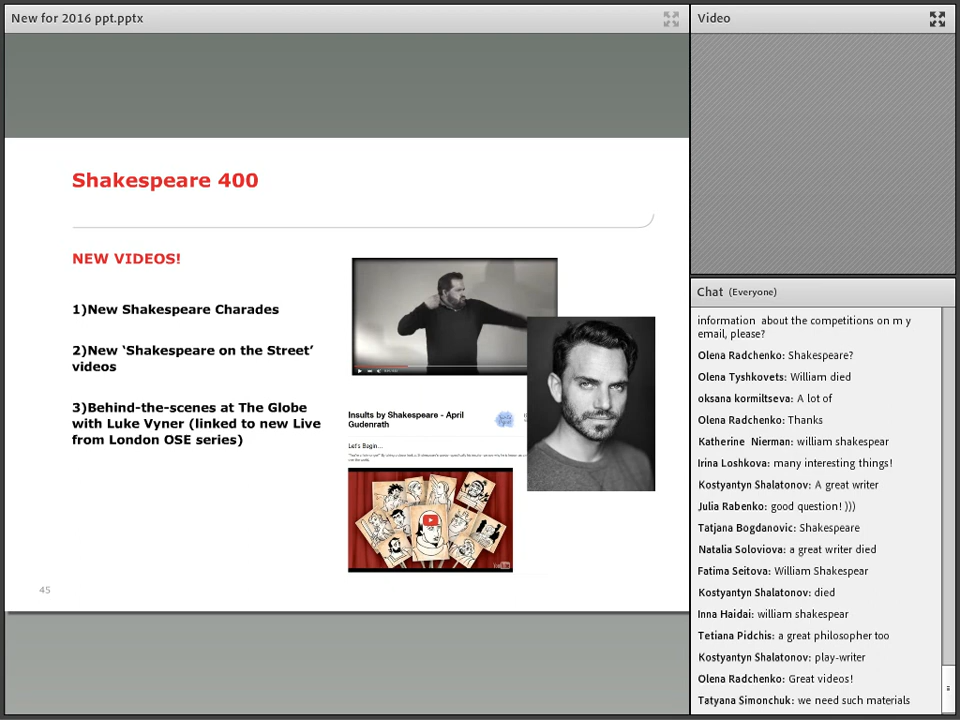 New for 2016 ppt.pptx
Shakespeare 400
NEW VIDEOS!
1)New Shakespeare Charades
2)New ‘Shakespeare on the Street’
videos
3)Behind-the-scenes at The Globe
with Luke Vyner (linked to new Live
from London OSE series)
Insults by Shakespeare - April
Gudenrath
Let's Begin...
45
Video
Chat (Everyone)
information about the competitions on m y
email, please?
Olena Radchenko: Shakespeare?
Olena Tyshkovets: William died
oksana kormiltseva: A lot of
Olena Radchenko: Thanks
Katherine Nierman: william shakespear
Irina Loshkova: many interesting things!
Kostyantyn Shalatonov: A great writer
Julia Rabenko: good question! )))
Tatjana Bogdanovic: Shakespeare
Natalia Soloviova: a great writer died
Fatima Seitova: William Shakespear
Kostyantyn Shalatonov: died
Inna Haidai: william shakespear
Tetiana Pidchis: a great philosopher too
Kostyantyn Shalatonov: play-writer
Olena Radchenko: Great videos!
Tatyana Simonchuk: we need such materials